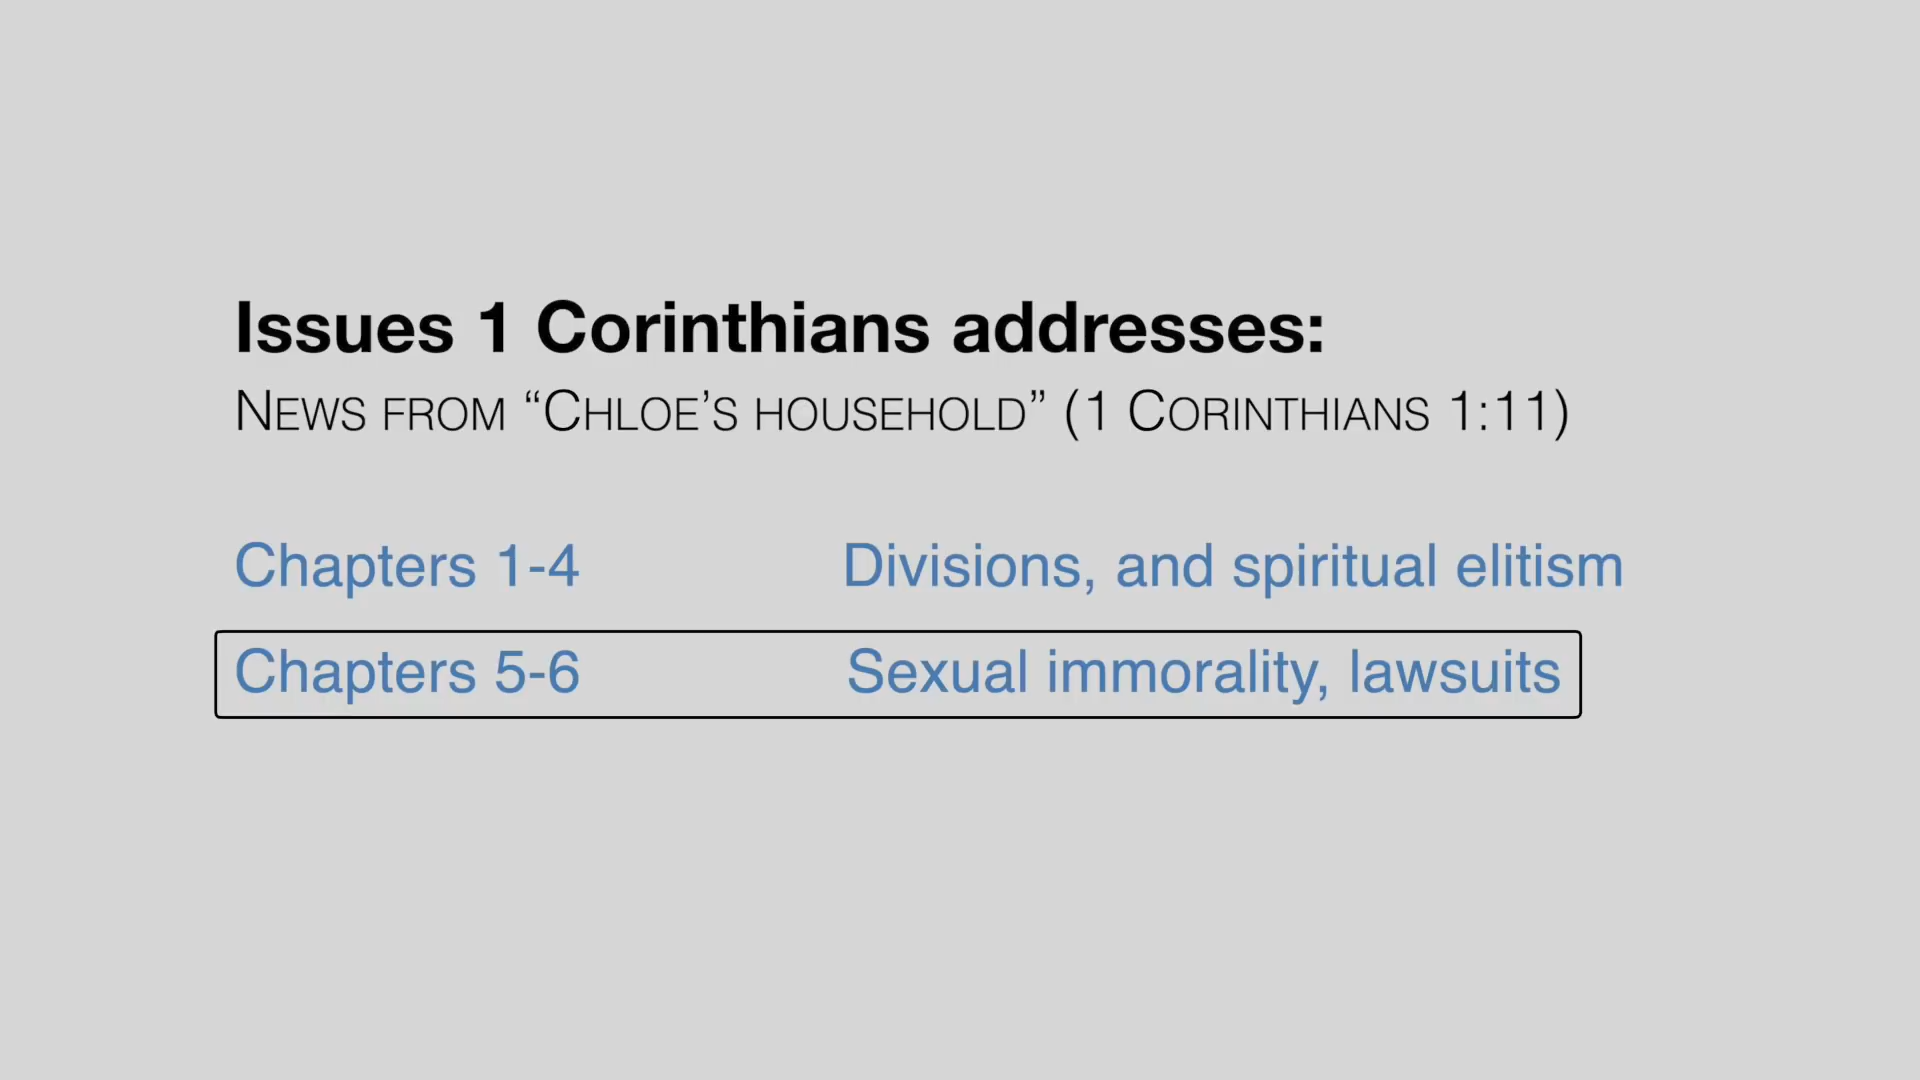 Issues 1 Corinthians addresses:
News from “Chloe’s household” (1 Corinthians 1:11)
Chapters 1-4 Divisions, and spiritual elitism
Chapters 5-6 Sexual immorality, lawsuits